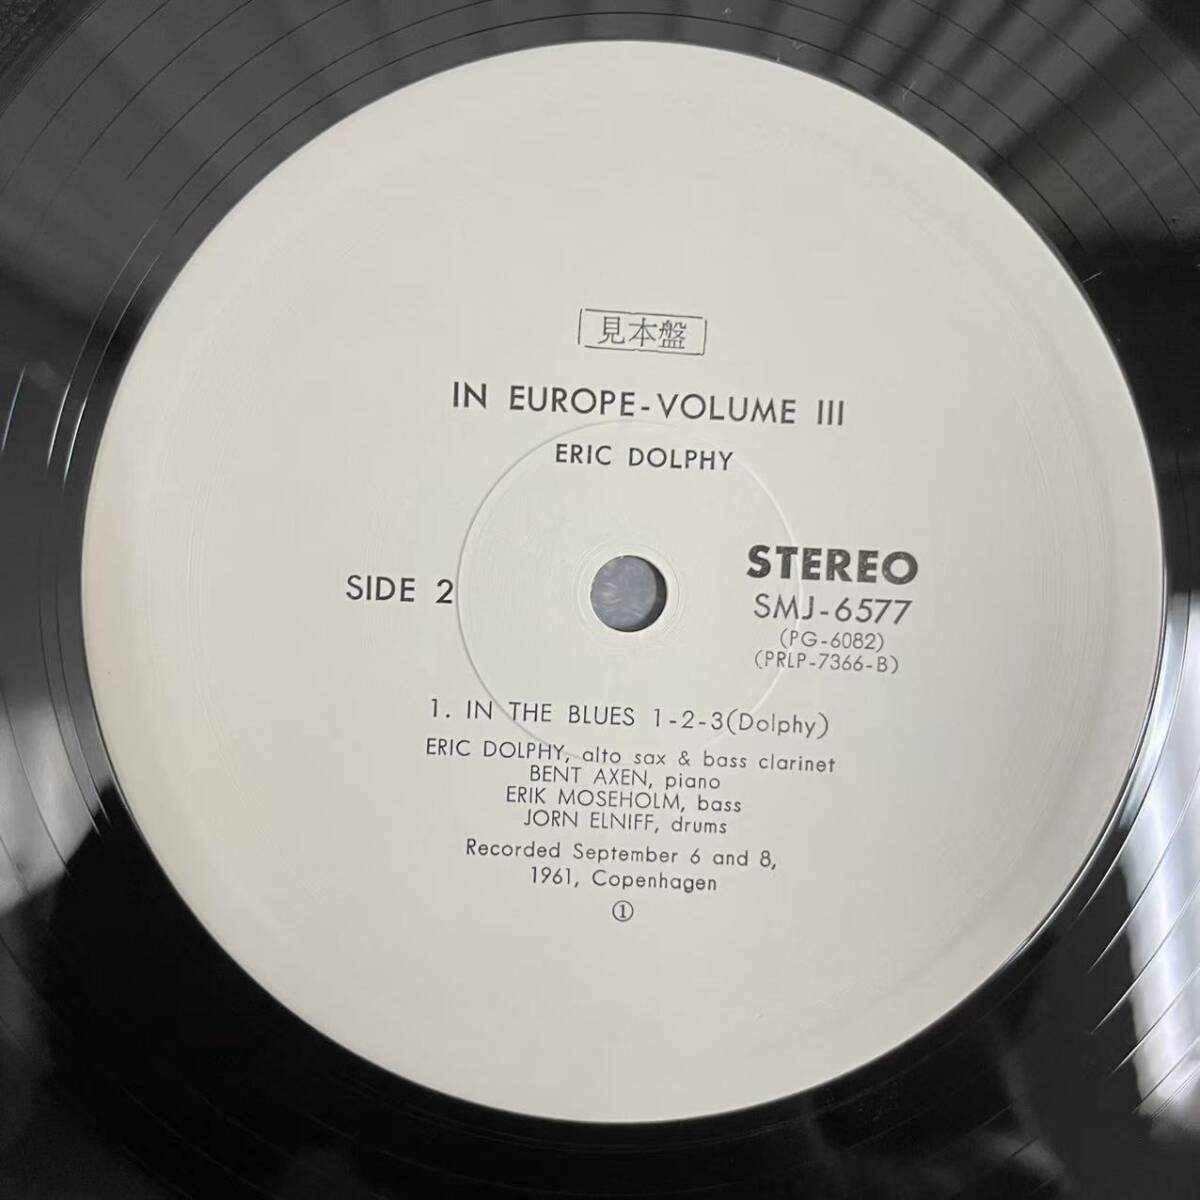 見本盤
IN EUROPE-VOLUME III
ERIC DOLPHY
SIDE 2
STEREO
SMJ-6577
(PG-6082)
(PRLP-7366-B)
1. IN THE BLUES 1-2-3(Dolphy)
ERIC DOLPHY, alto sax & bass clarinet
BENT AXEN, piano
ERIK MOSEHOLM, bass
JORN ELNIFF, drums
Recorded September 6 and 8,
1961, Copenhagen
①